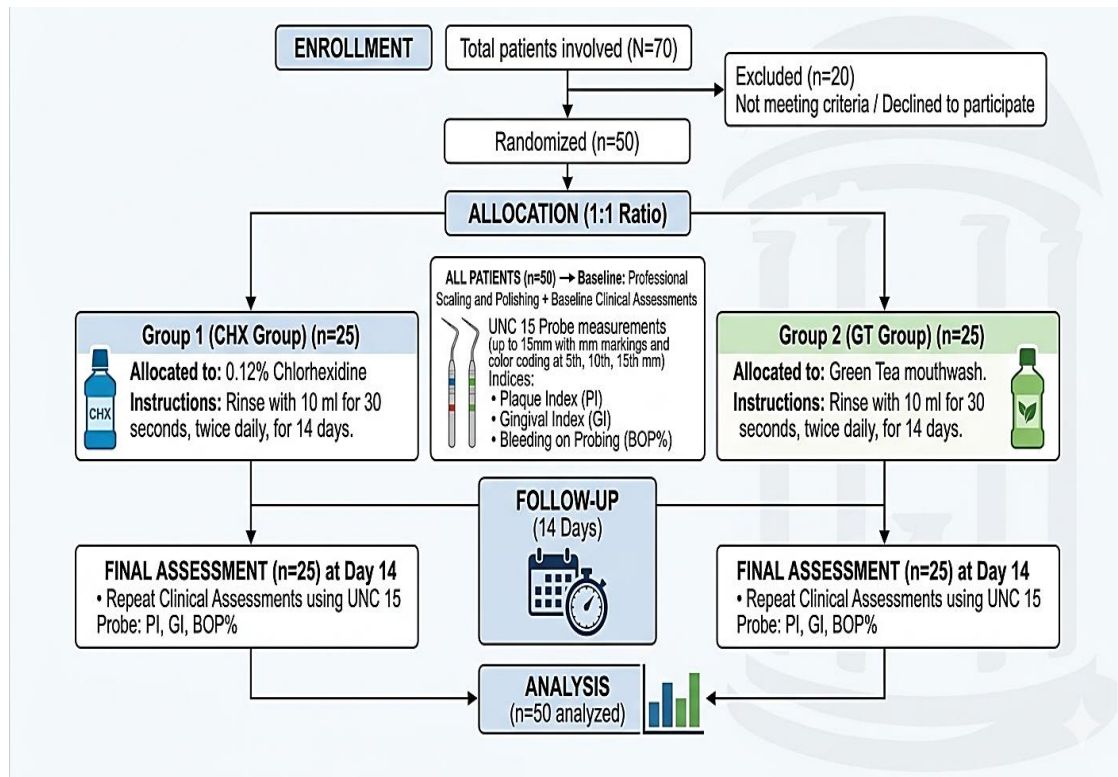 ENROLLMENT
Total patients involved (N=70)
Excluded (n=20)
Not meeting criteria / Declined to participate
Randomized (n=50)
ALLOCATION (1:1 Ratio)
Group 1 (CHX Group) (n=25)
Allocated to: 0.12% Chlorhexidine
Instructions: Rinse with 10 ml for 30
seconds, twice daily, for 14 days.
CHX
ALL PATIENTS (n=50) → Baseline: Professional
Scaling and Polishing + Baseline Clinical Assessments
UNC 15 Probe measurements
(up to 15mm with mm markings and
color coding at 5th, 10th, 15th mm)
Indices:
• Plaque Index (PI)
• Gingival Index (GI)
• Bleeding on Probing (BOP%)
Group 2 (GT Group) (n=25)
Allocated to: Green Tea mouthwash.
Instructions: Rinse with 10 ml for 30
seconds, twice daily, for 14 days.
FOLLOW-UP
(14 Days)
FINAL ASSESSMENT (n=25) at Day 14
• Repeat Clinical Assessments using UNC 15
Probe: PI, GI, BOP%
FINAL ASSESSMENT (n=25) at Day 14
• Repeat Clinical Assessments using UNC 15
Probe: PI, GI, BOP%
ANALYSIS
(n=50 analyzed)